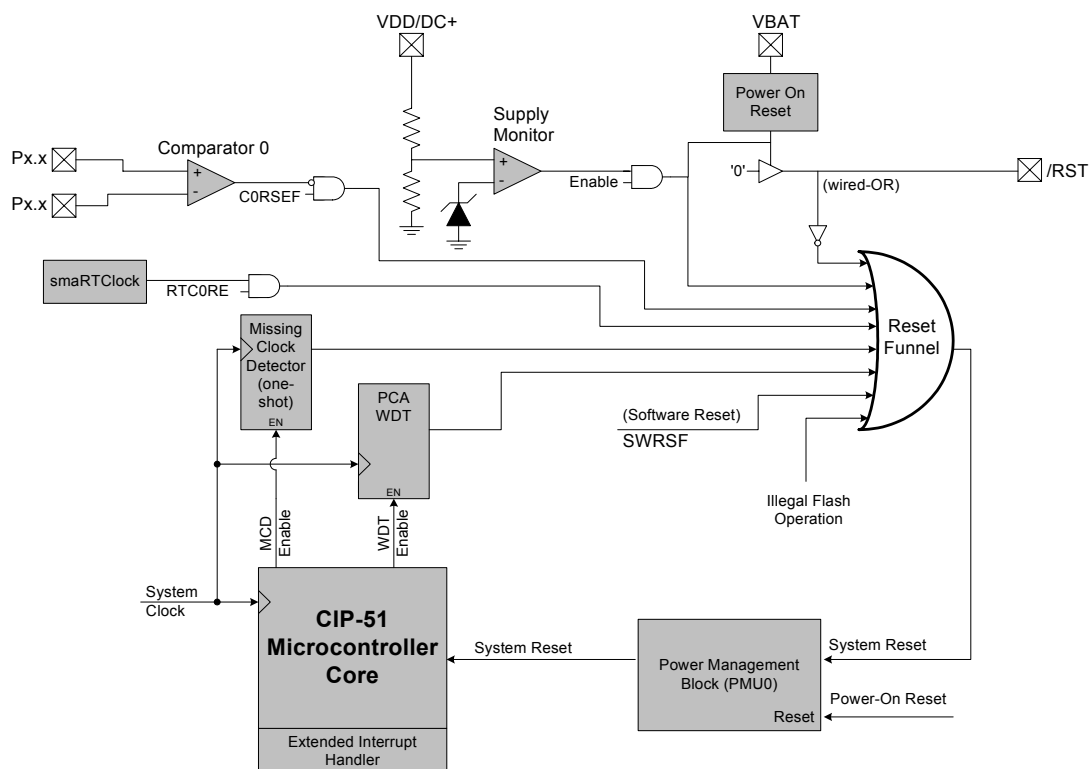 VDD/DC+
VBAT
Power On
Reset
Supply
Monitor
Comparator 0
Px.x
+
-
Px.x
C0RSEF
+
-
Enable
'0'
(wired-OR)
/RST
smaRTClock
RTC0RE
Missing
Clock
Detector
(one-
shot)
EN
PCA
WDT
EN
Reset
Funnel
(Software Reset)
SWRSF
Illegal Flash
Operation
MCD
Enable
WDT
Enable
System
Clock
CIP-51
Microcontroller
Core
Extended Interrupt
Handler
System Reset
Power Management
Block (PMU0)
Reset
System Reset
Power-On Reset